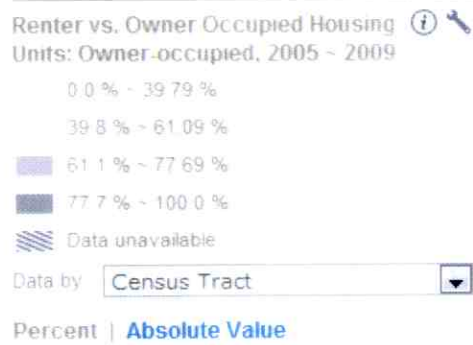 Renter vs. Owner Occupied Housing
Units: Owner-occupied, 2005 ~ 2009
0.0 % ~ 39.79 %
39.8 % ~ 61.09 %
61.1 % ~ 77.69 %
77.7 % ~ 100.0 %
Data unavailable
Data by Census Tract
Percent | Absolute Value